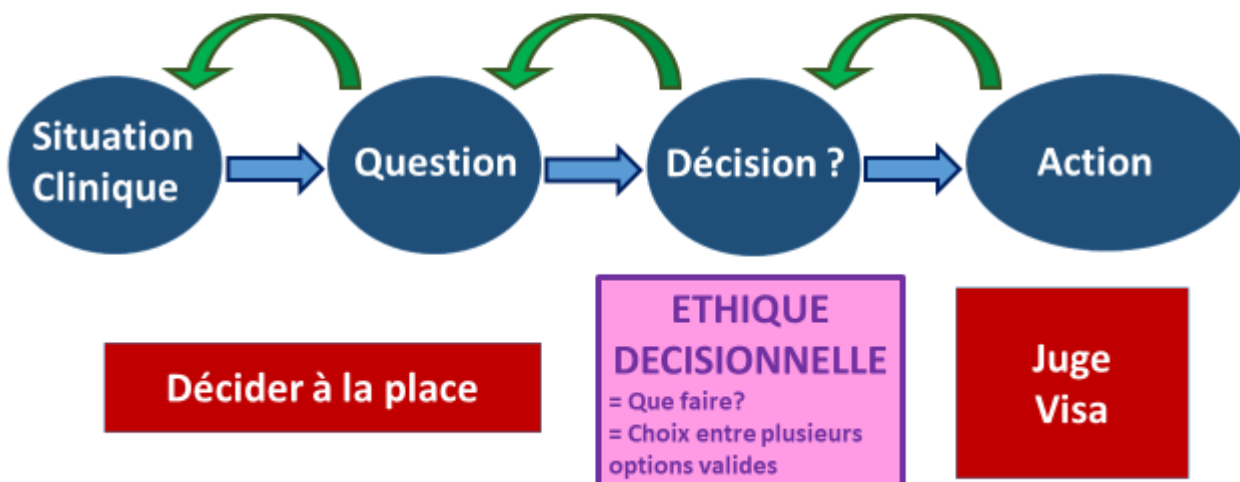 Situation
Clinique
Question
Décision ?
Action
Décider à la place
ETHIQUE
DECISIONNELLE
= Que faire?
= Choix entre plusieurs
options valides
Juge
Visa